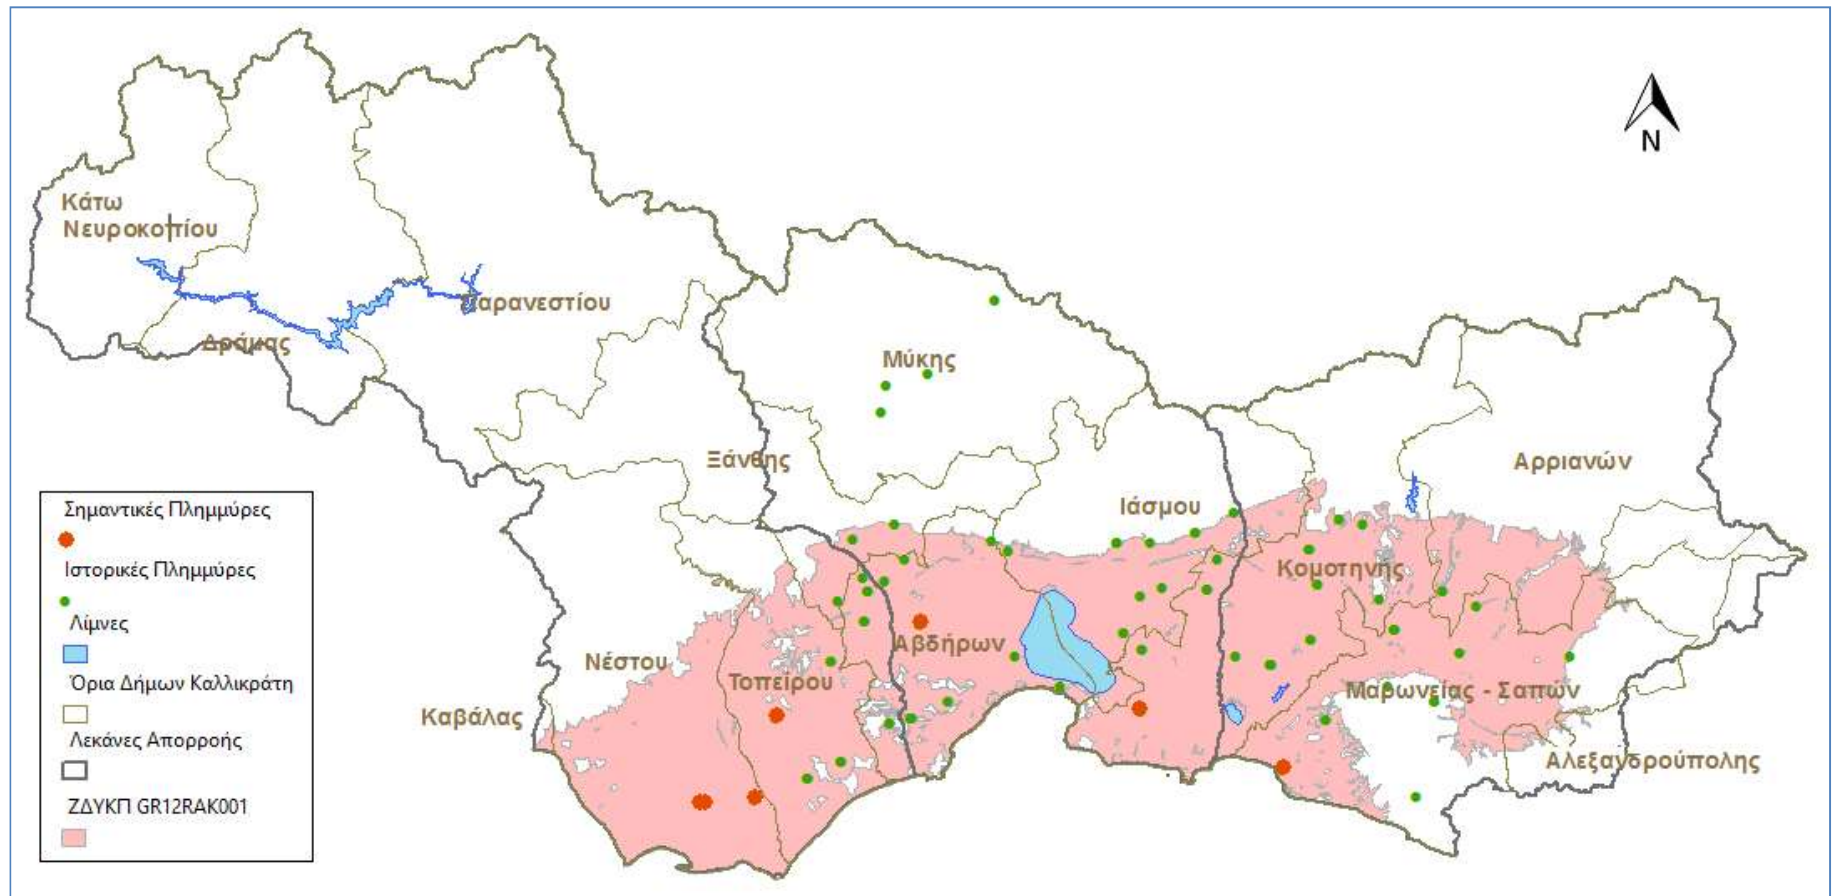 N
Κάτω
Νευροκοπίου
Παρανεστίου
Δράμας
Μύκης
Ξάνθης
Αρριανών
Ιάσμου
Κομοτηνής
Αβδήρων
Νέστου
Τοπείρου
Μαρωνείας - Σαπών
Καβάλας
Αλεξανδρούπολης
Σημαντικές Πλημμύρες
Ιστορικές Πλημμύρες
Λίμνες
Όρια Δήμων Καλλικράτη
Λεκάνες Απορροής
ΖΔΥΚΠ GR12RAK001